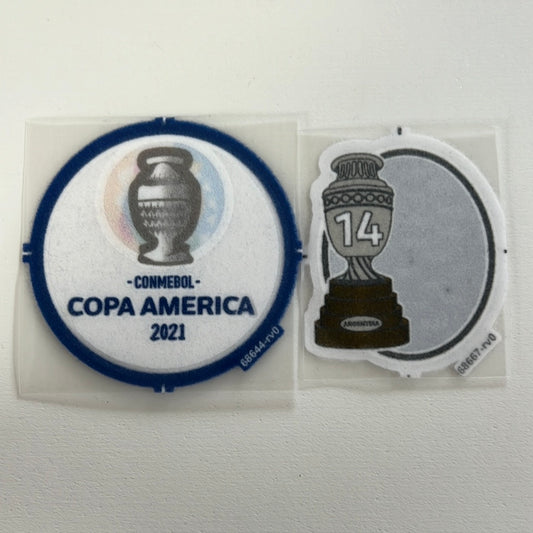 -CONMEBOL-
COPA AMERICA
2021
68644-rv0
14
ARGENTINA
68667-rv0